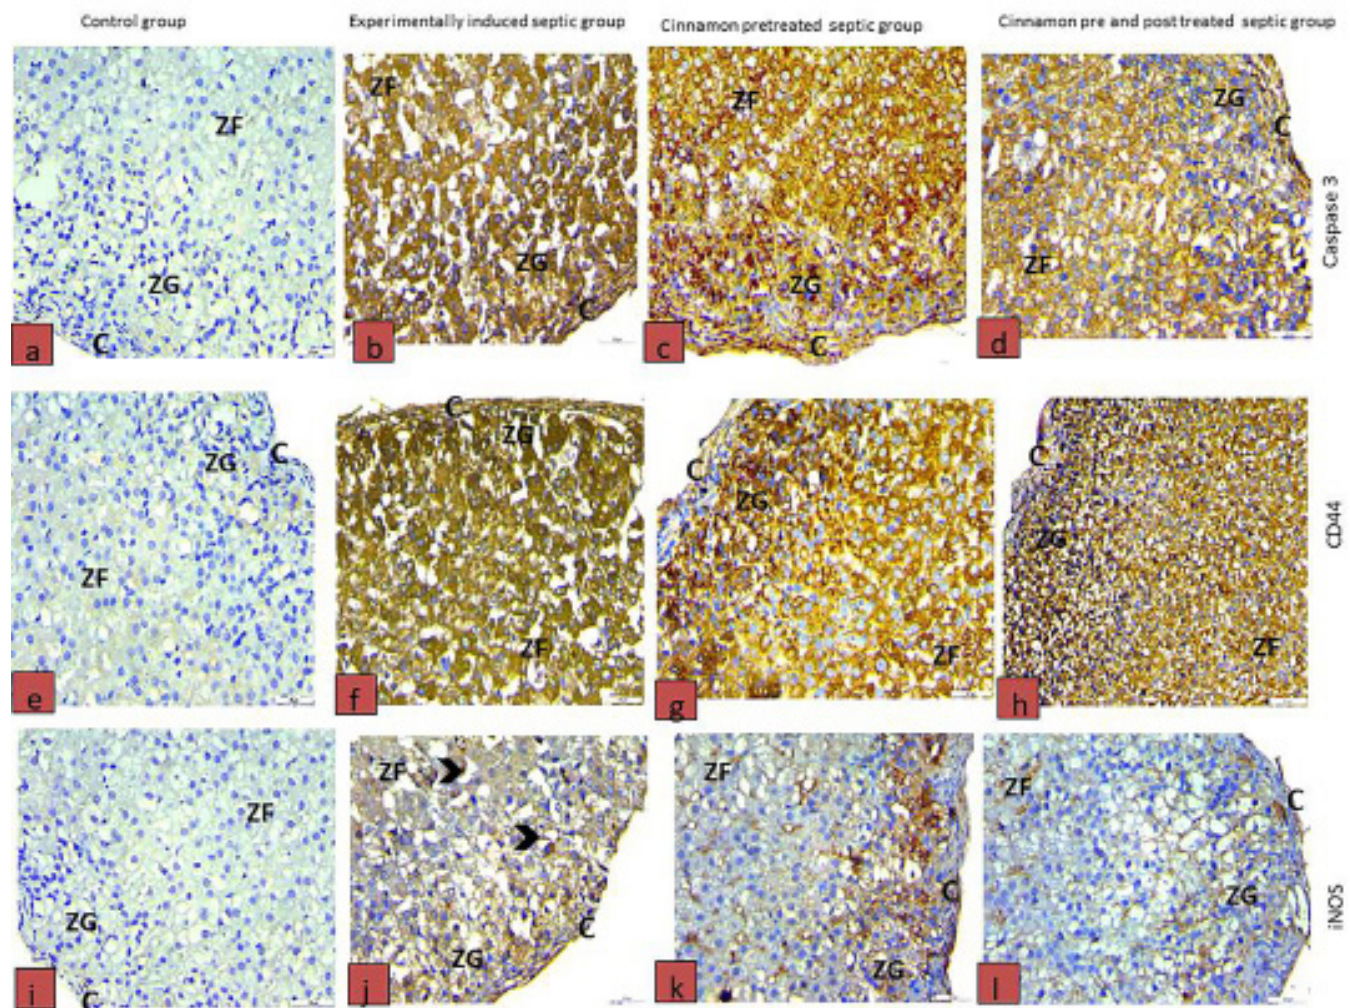 Control group
Experimentally induced septic group
Cinnamon pretreated septic group
Cinnamon pre and post treated septic group
ZF
ZG
C
a
ZF
ZG
C
b
ZF
ZG
C
c
ZG
C
ZF
d
Caspase 3
ZG
C
ZF
e
C
ZG
ZF
f
C
ZG
ZF
g
C
ZG
ZF
h
CD44
ZF
ZG
C
i
ZF
C
ZG
j
ZF
C
ZG
k
ZF
C
ZG
l
iNOS